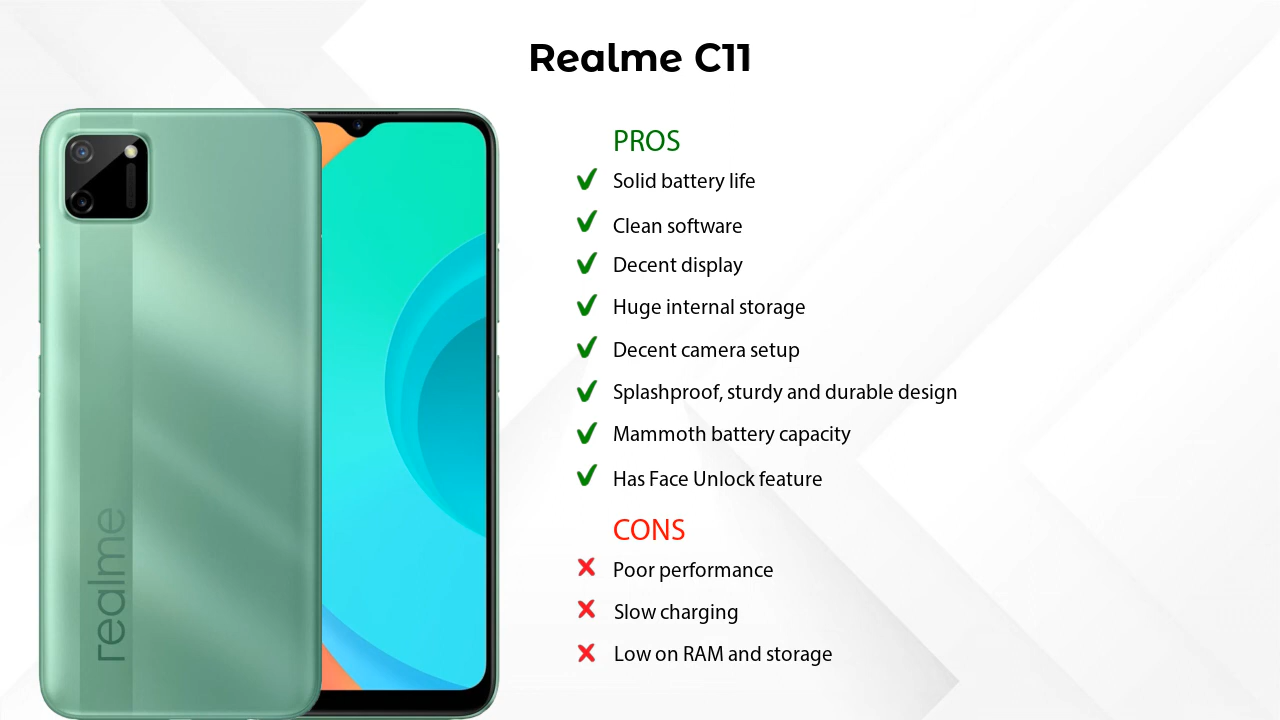 Realme C11
PROS
Solid battery life
Clean software
Decent display
Huge internal storage
Decent camera setup
Splashproof, sturdy and durable design
Mammoth battery capacity
Has Face Unlock feature
CONS
Poor performance
Slow charging
Low on RAM and storage
realme